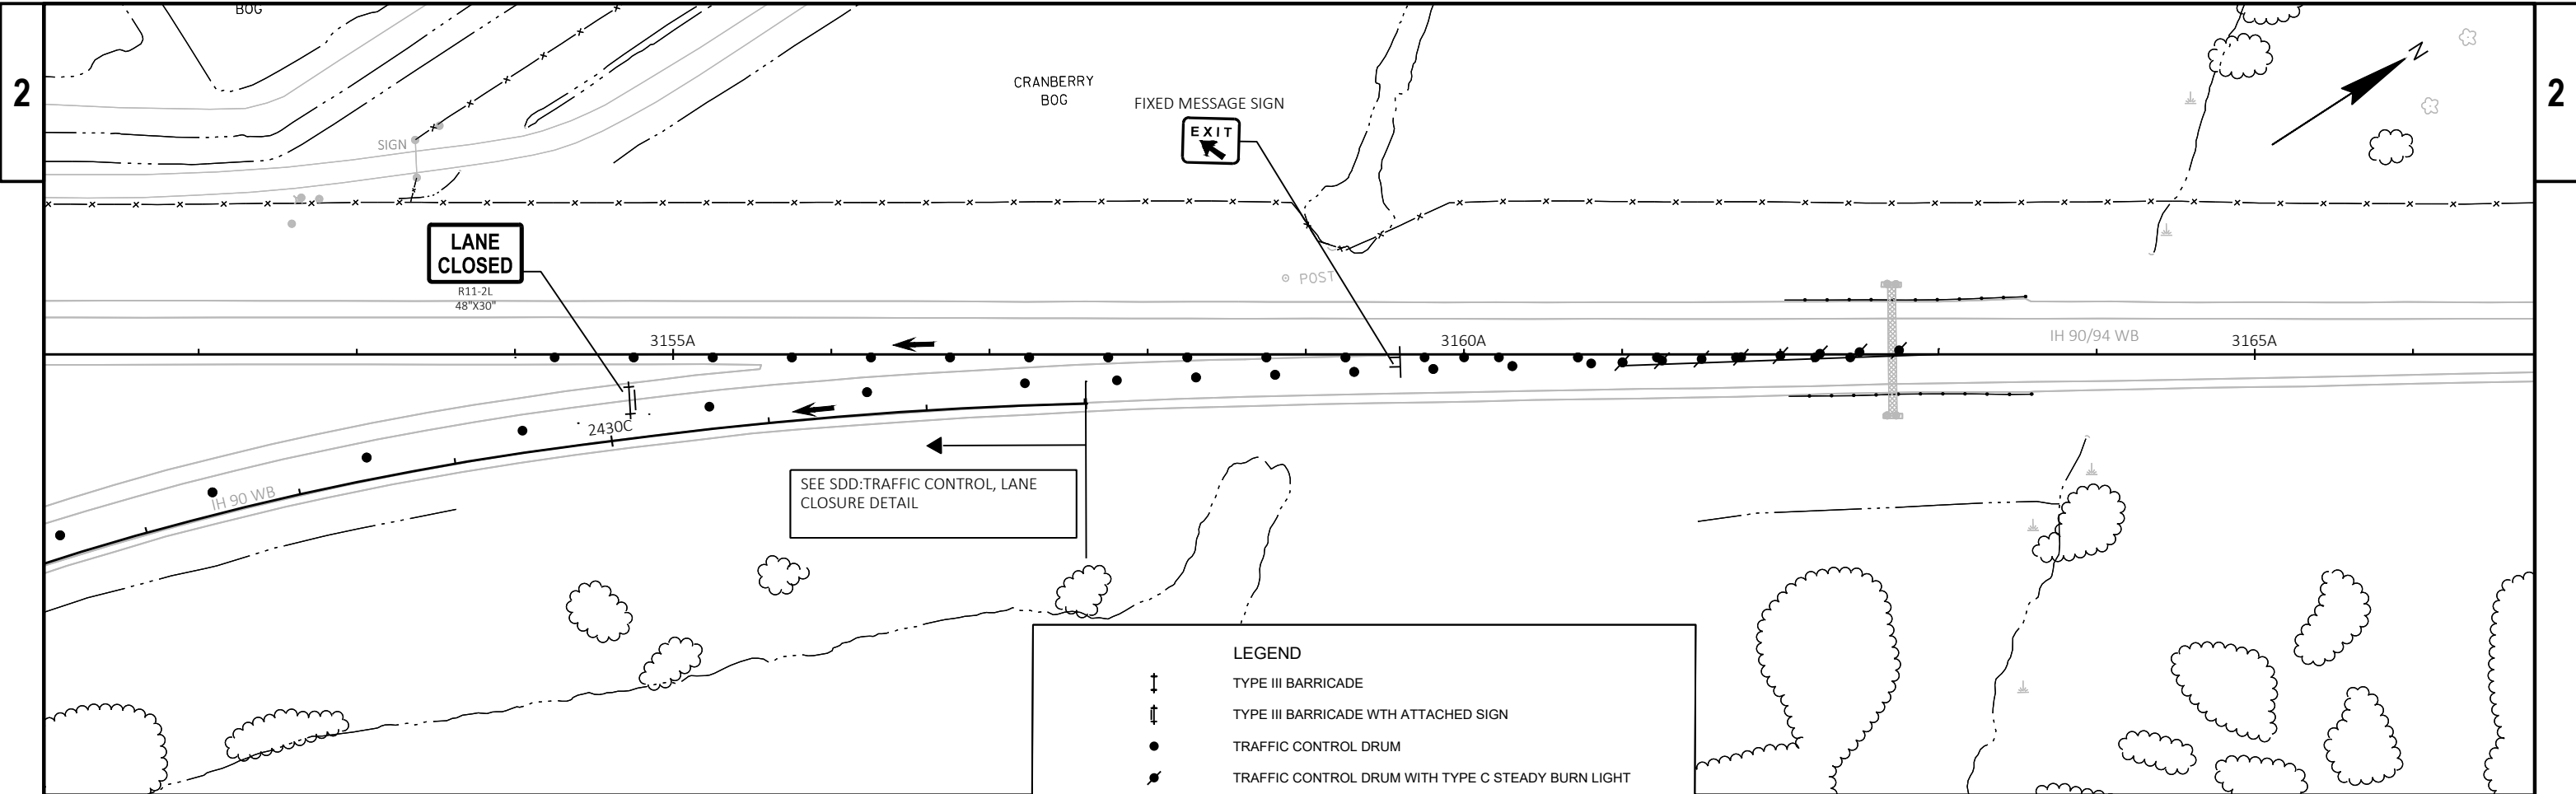 BOG
2
2
N
CRANBERRY
BOG
FIXED MESSAGE SIGN
EXIT
SIGN
LANE
CLOSED
R11-2L
48"X30"
POST
3155A
3160A
IH 90/94 WB
3165A
2430C
IH 90 WB
SEE SDD:TRAFFIC CONTROL, LANE
CLOSURE DETAIL
LEGEND
TYPE III BARRICADE
TYPE III BARRICADE WTH ATTACHED SIGN
TRAFFIC CONTROL DRUM
TRAFFIC CONTROL DRUM WITH TYPE C STEADY BURN LIGHT